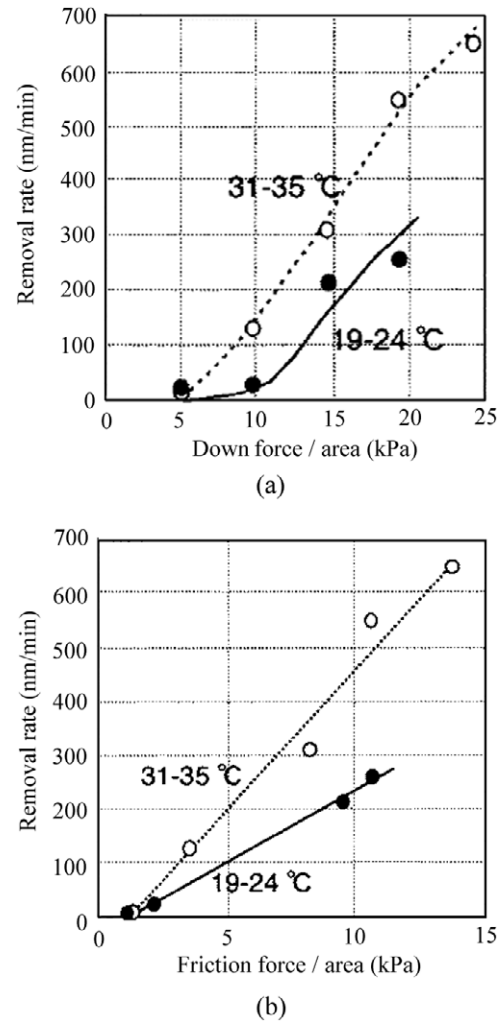 700
600
500
400
300
200
100
0
Removal rate (nm/min)
31-35 °C
19-24 °C
0 5 10 15 20 25
Down force / area (kPa)
(a)
700
600
500
400
300
200
100
0
Removal rate (nm/min)
31-35 °C
19-24 °C
0 5 10 15
Friction force / area (kPa)
(b)